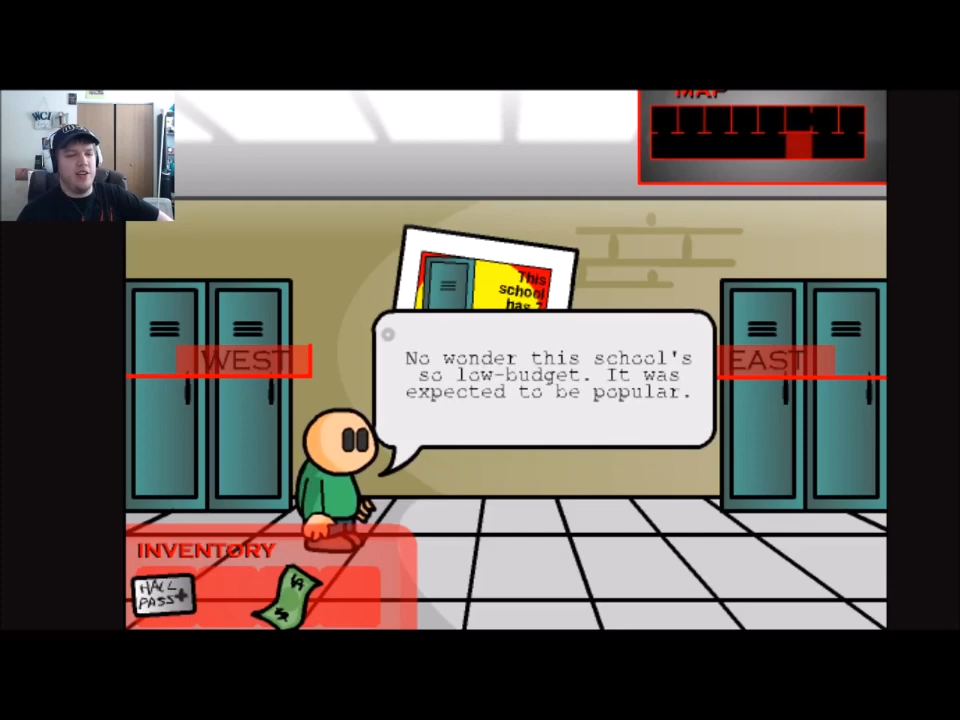 MAP
This
school
has 2
No wonder this school's
so low-budget. It was
expected to be popular.
WEST
EAST
INVENTORY
HALL
PASS+